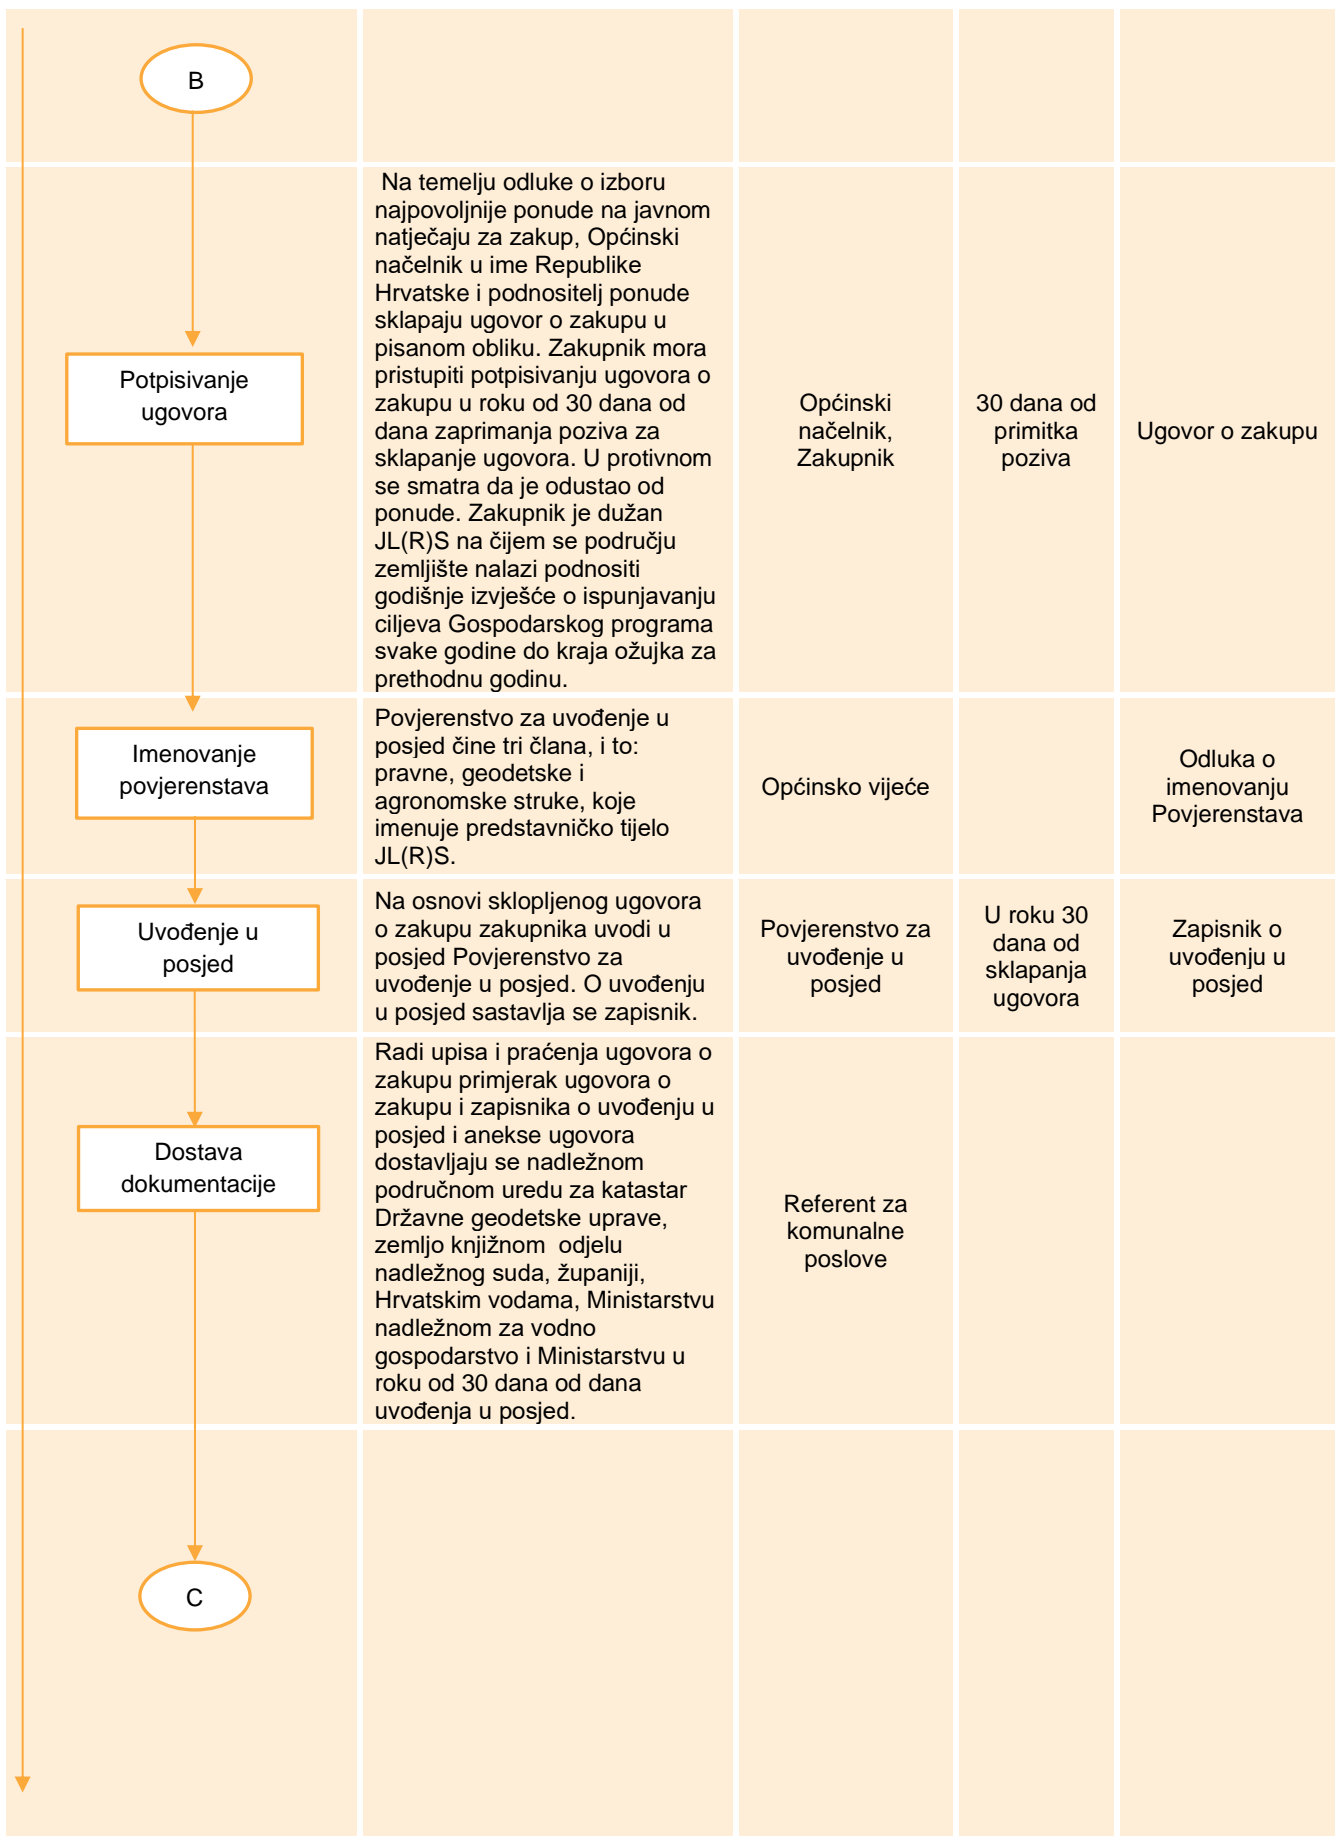 B
Potpisivanje
ugovora
Na temelju odluke o izboru
najpovoljnije ponude na javnom
natječaju za zakup, Općinski
načelnik u ime Republike
Hrvatske i podnositelj ponude
sklapaju ugovor o zakupu u
pisanom obliku. Zakupnik mora
pristupiti potpisivanju ugovora o
zakupu u roku od 30 dana od
dana zaprimanja poziva za
sklapanje ugovora. U protivnom
se smatra da je odustao od
ponude. Zakupnik je dužan
JL(R)S na čijem se području
zemljište nalazi podnositi
godišnje izvješće o ispunjavanju
ciljeva Gospodarskog programa
svake godine do kraja ožujka za
prethodnu godinu.
Općinski
načelnik,
Zakupnik
30 dana od
primitka
poziva
Ugovor o zakupu
Imenovanje
povjerenstava
Povjerenstvo za uvođenje u
posjed čine tri člana, i to:
pravne, geodetske i
agronomske struke, koje
imenuje predstavničko tijelo
JL(R)S.
Općinsko vijeće
Odluka o
imenovanju
Povjerenstava
Uvođenje u
posjed
Na osnovi sklopljenog ugovora
o zakupu zakupnika uvodi u
posjed Povjerenstvo za
uvođenje u posjed. O uvođenju
u posjed sastavlja se zapisnik.
Povjerenstvo za
uvođenje u
posjed
U roku 30
dana od
sklapanja
ugovora
Zapisnik o
uvođenju u
posjed
Dostava
dokumentacije
Radi upisa i praćenja ugovora o
zakupu primjerak ugovora o
zakupu i zapisnika o uvođenju u
posjed i anekse ugovora
dostavljaju se nadležnom
područnom uredu za katastar
Državne geodetske uprave,
zemljo knjižnom  odjelu
nadležnog suda, županiji,
Hrvatskim vodama, Ministarstvu
nadležnom za vodno
gospodarstvo i Ministarstvu u
roku od 30 dana od dana
uvođenja u posjed.
Referent za
komunalne
poslove
C